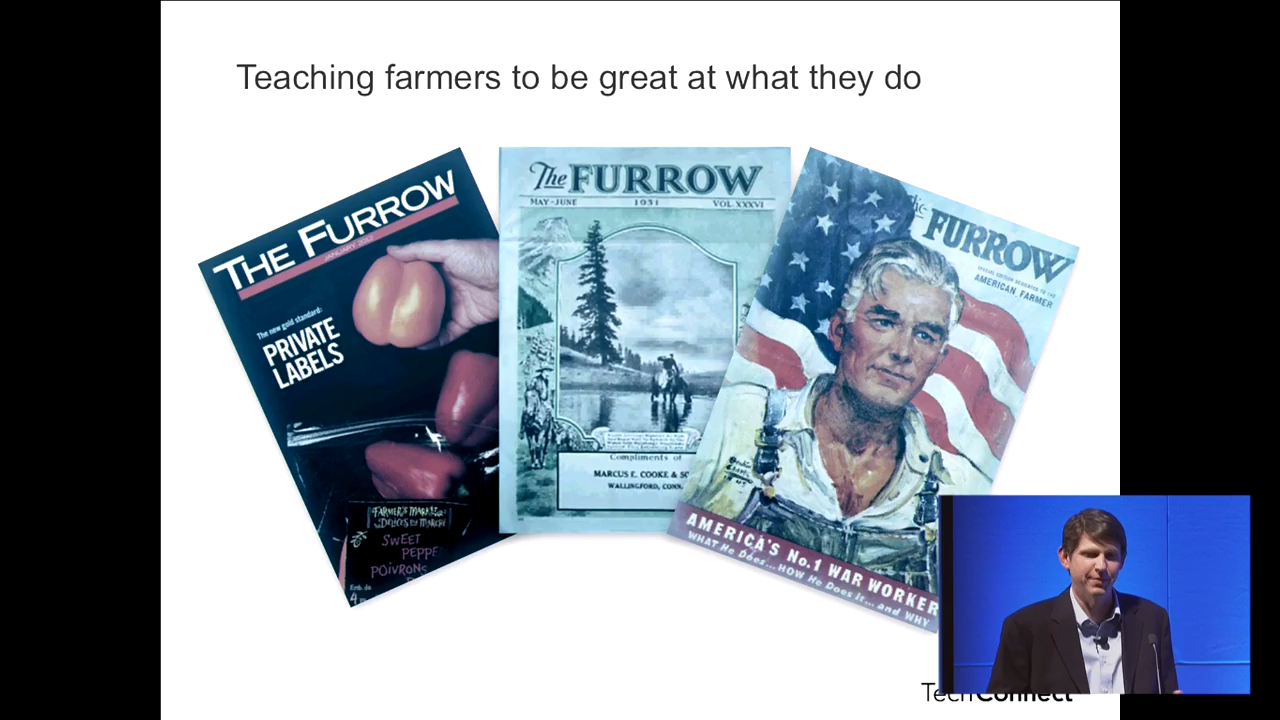 Teaching farmers to be great at what they do
THE FURROW
The new gold standard:
PRIVATE
LABELS
FARMER'S MARKET
SWEET
POIVRONS
The FURROW
MAY-JUNE 1931 VOL. XXXVI
Compliments of
MARCUS E. COOKE &
WALLINGFORD, CONN.
The
FURROW
SPECIAL EDITION DEDICATED TO THE
AMERICAN FARMER
AMERICA'S No. 1 WAR WORKER
WHAT He Does... HOW He Does It... and WHY
TechConnect